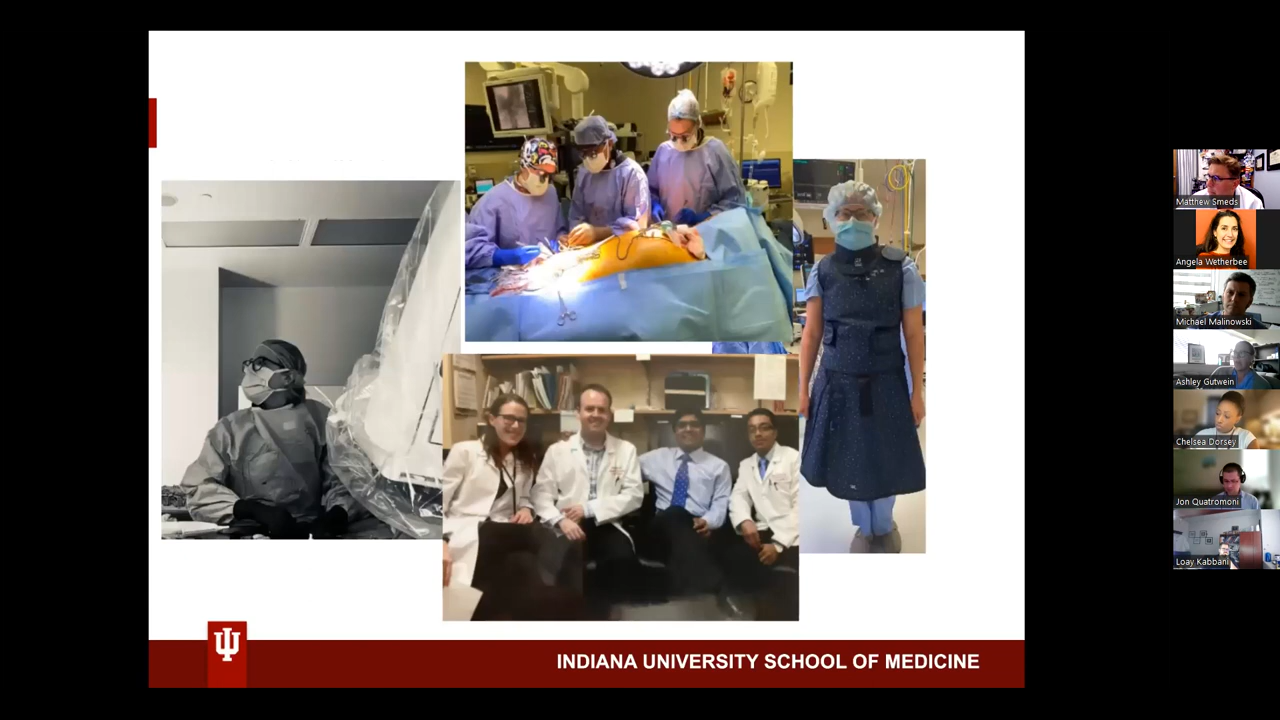 INDIANA UNIVERSITY SCHOOL OF MEDICINE
Matthew Smeds
Angela Wetherbee
Michael Malinowski
Ashley Gutwein
Chelsea Dorsey
Jon Quatromoni
Loay Kabbani